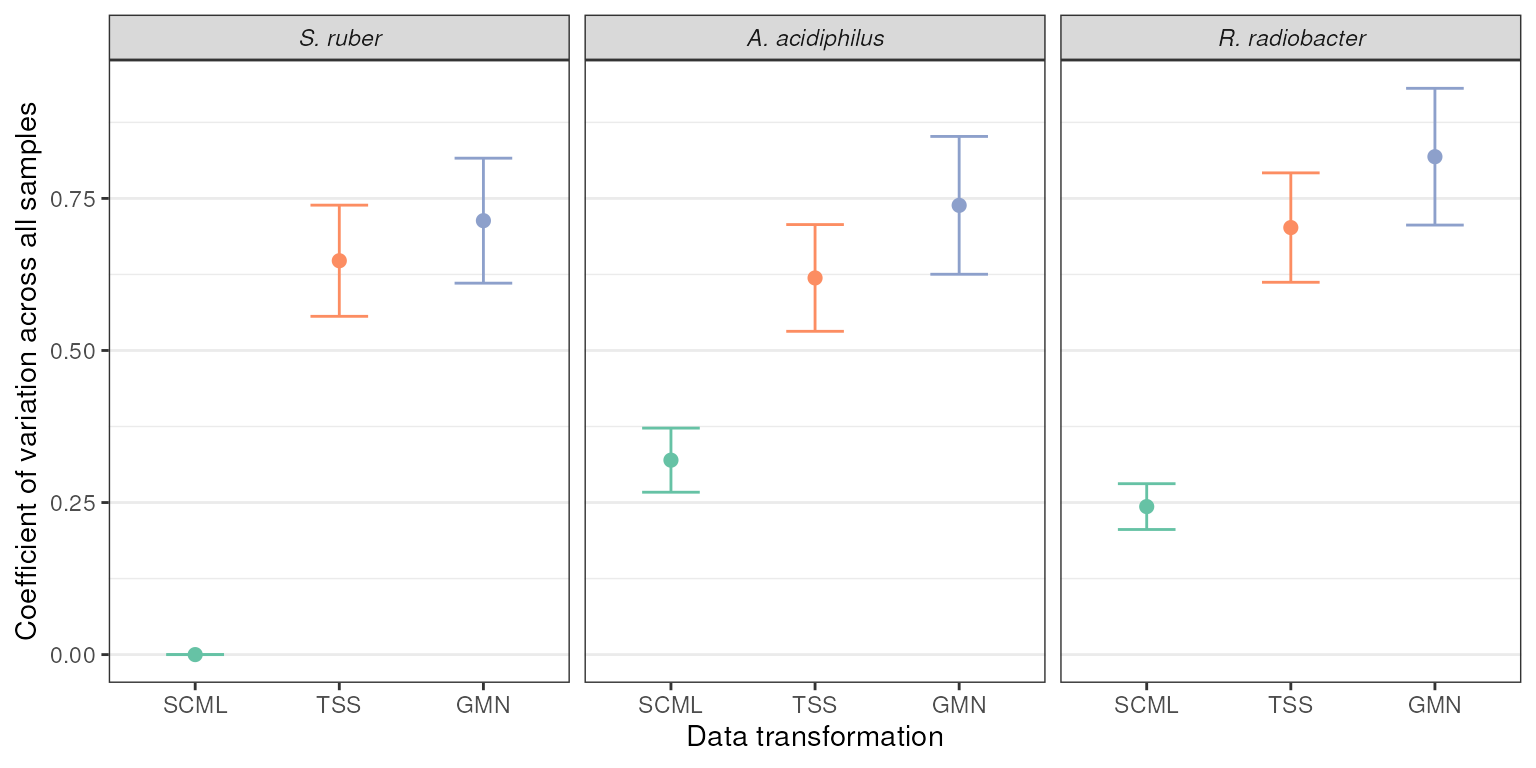 S. ruber
A. acidiphilus
R. radiobacter
Coefficient of variation across all samples
0.75
0.50
0.25
0.00
SCML TSS GMN
SCML TSS GMN
SCML TSS GMN
Data transformation